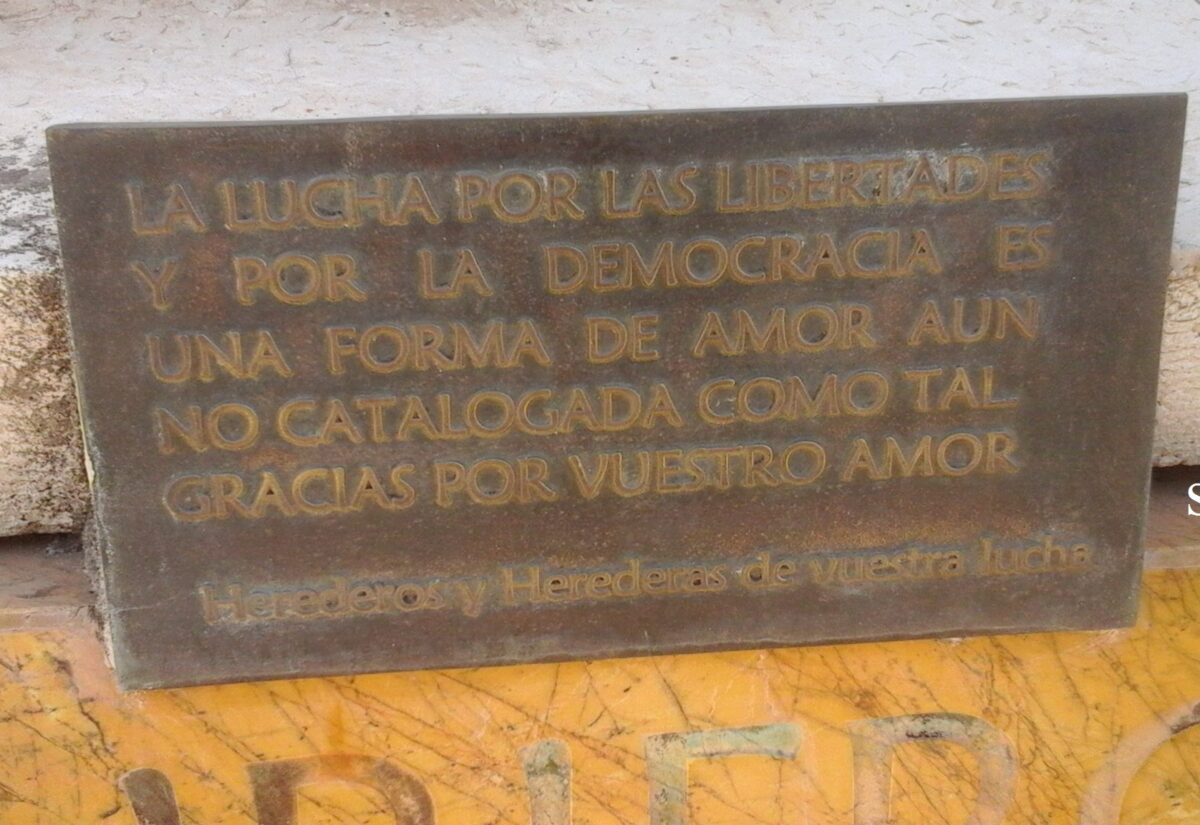 LA LUCHA POR LAS LIBERTADES
Y POR LA DEMOCRACIA ES
UNA FORMA DE AMOR AUN
NO CATALOGADA COMO TAL
GRACIAS POR VUESTRO AMOR
Herederos y Herederas de vuestra lucha